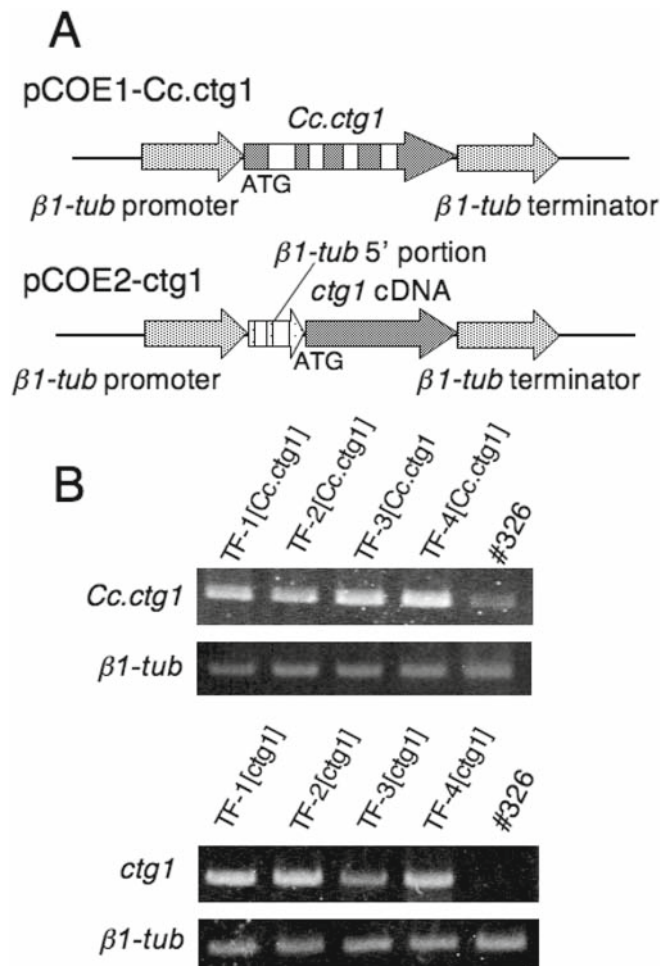 A
pCOE1-Cc.ctg1
Cc.ctg1
ATG
β1-tub promoter
β1-tub terminator
β1-tub 5' portion
pCOE2-ctg1
ctg1 cDNA
ATG
β1-tub promoter
β1-tub terminator
B
TF-1[Cc.ctg1]
TF-2[Cc.ctg1]
TF-3[Cc.ctg1
TF-4[Cc.ctg1]
#326
Cc.ctg1
β1-tub
TF-1[ctg1]
TF-2[ctg1]
TF-3[ctg1]
TF-4[ctg1]
#326
ctg1
β1-tub